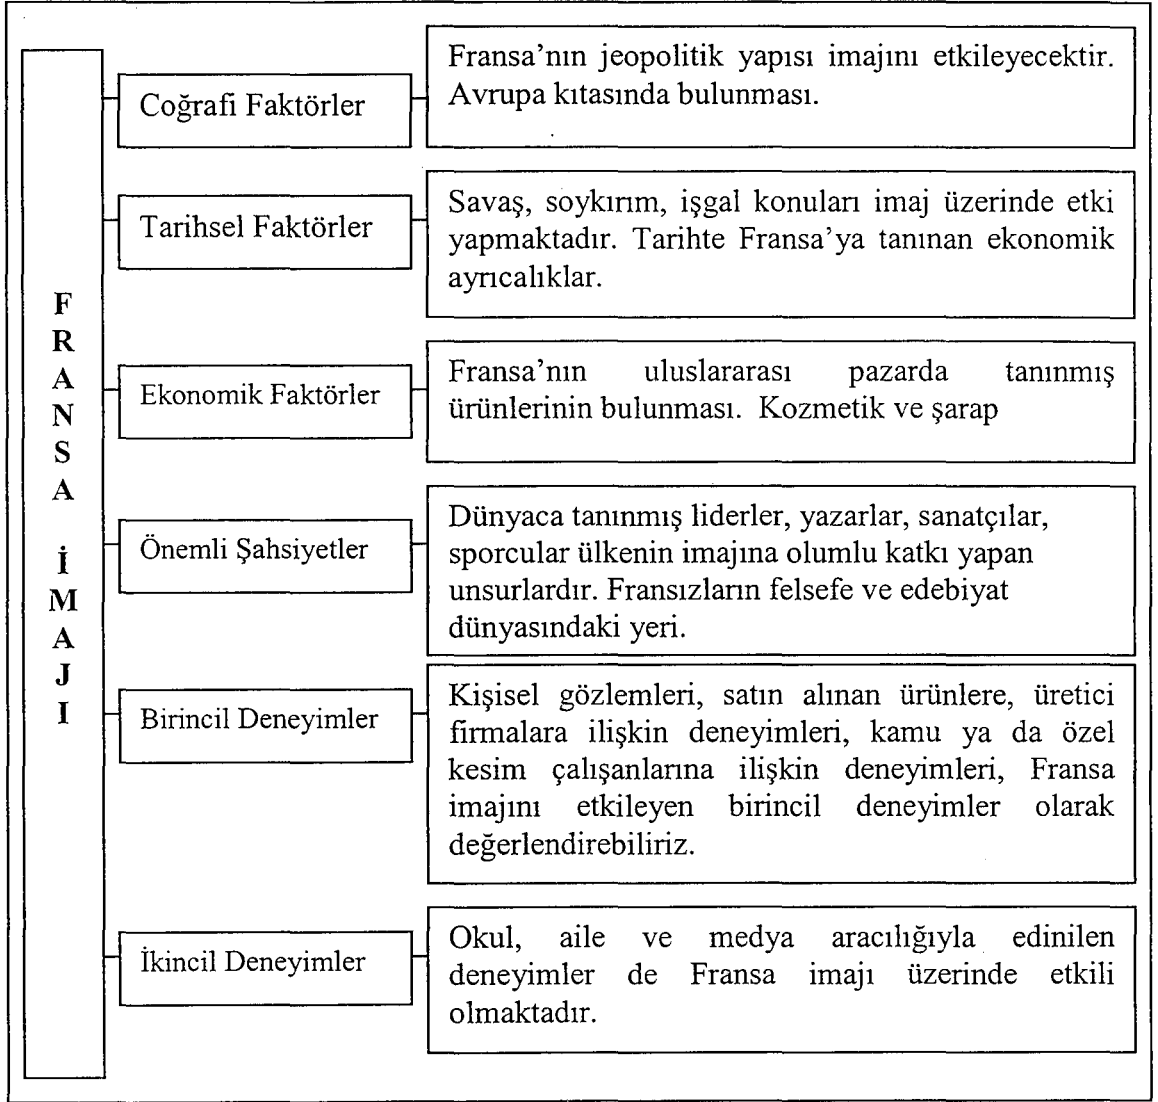 FRANSA İMAJI
Coğrafi Faktörler
Fransa'nın jeopolitik yapısı imajını etkileyecektir.
Avrupa kıtasında bulunması.
Tarihsel Faktörler
Savaş, soykırım, işgal konuları imaj üzerinde etki
yapmaktadır. Tarihte Fransa'ya tanınan ekonomik
ayrıcalıklar.
Ekonomik Faktörler
Fransa'nın uluslararası pazarda tanınmış
ürünlerinin bulunması. Kozmetik ve şarap
Önemli Şahsiyetler
Dünyaca tanınmış liderler, yazarlar, sanatçılar,
sporcular ülkenin imajına olumlu katkı yapan
unsurlardır. Fransızların felsefe ve edebiyat
dünyasındaki yeri.
Birincil Deneyimler
Kişisel gözlemleri, satın alınan ürünlere, üretici
firmalara ilişkin deneyimleri, kamu ya da özel
kesim çalışanlarına ilişkin deneyimleri, Fransa
imajını etkileyen birincil deneyimler olarak
değerlendirebiliriz.
İkincil Deneyimler
Okul, aile ve medya aracılığıyla edinilen
deneyimler de Fransa imajı üzerinde etkili
olmaktadır.